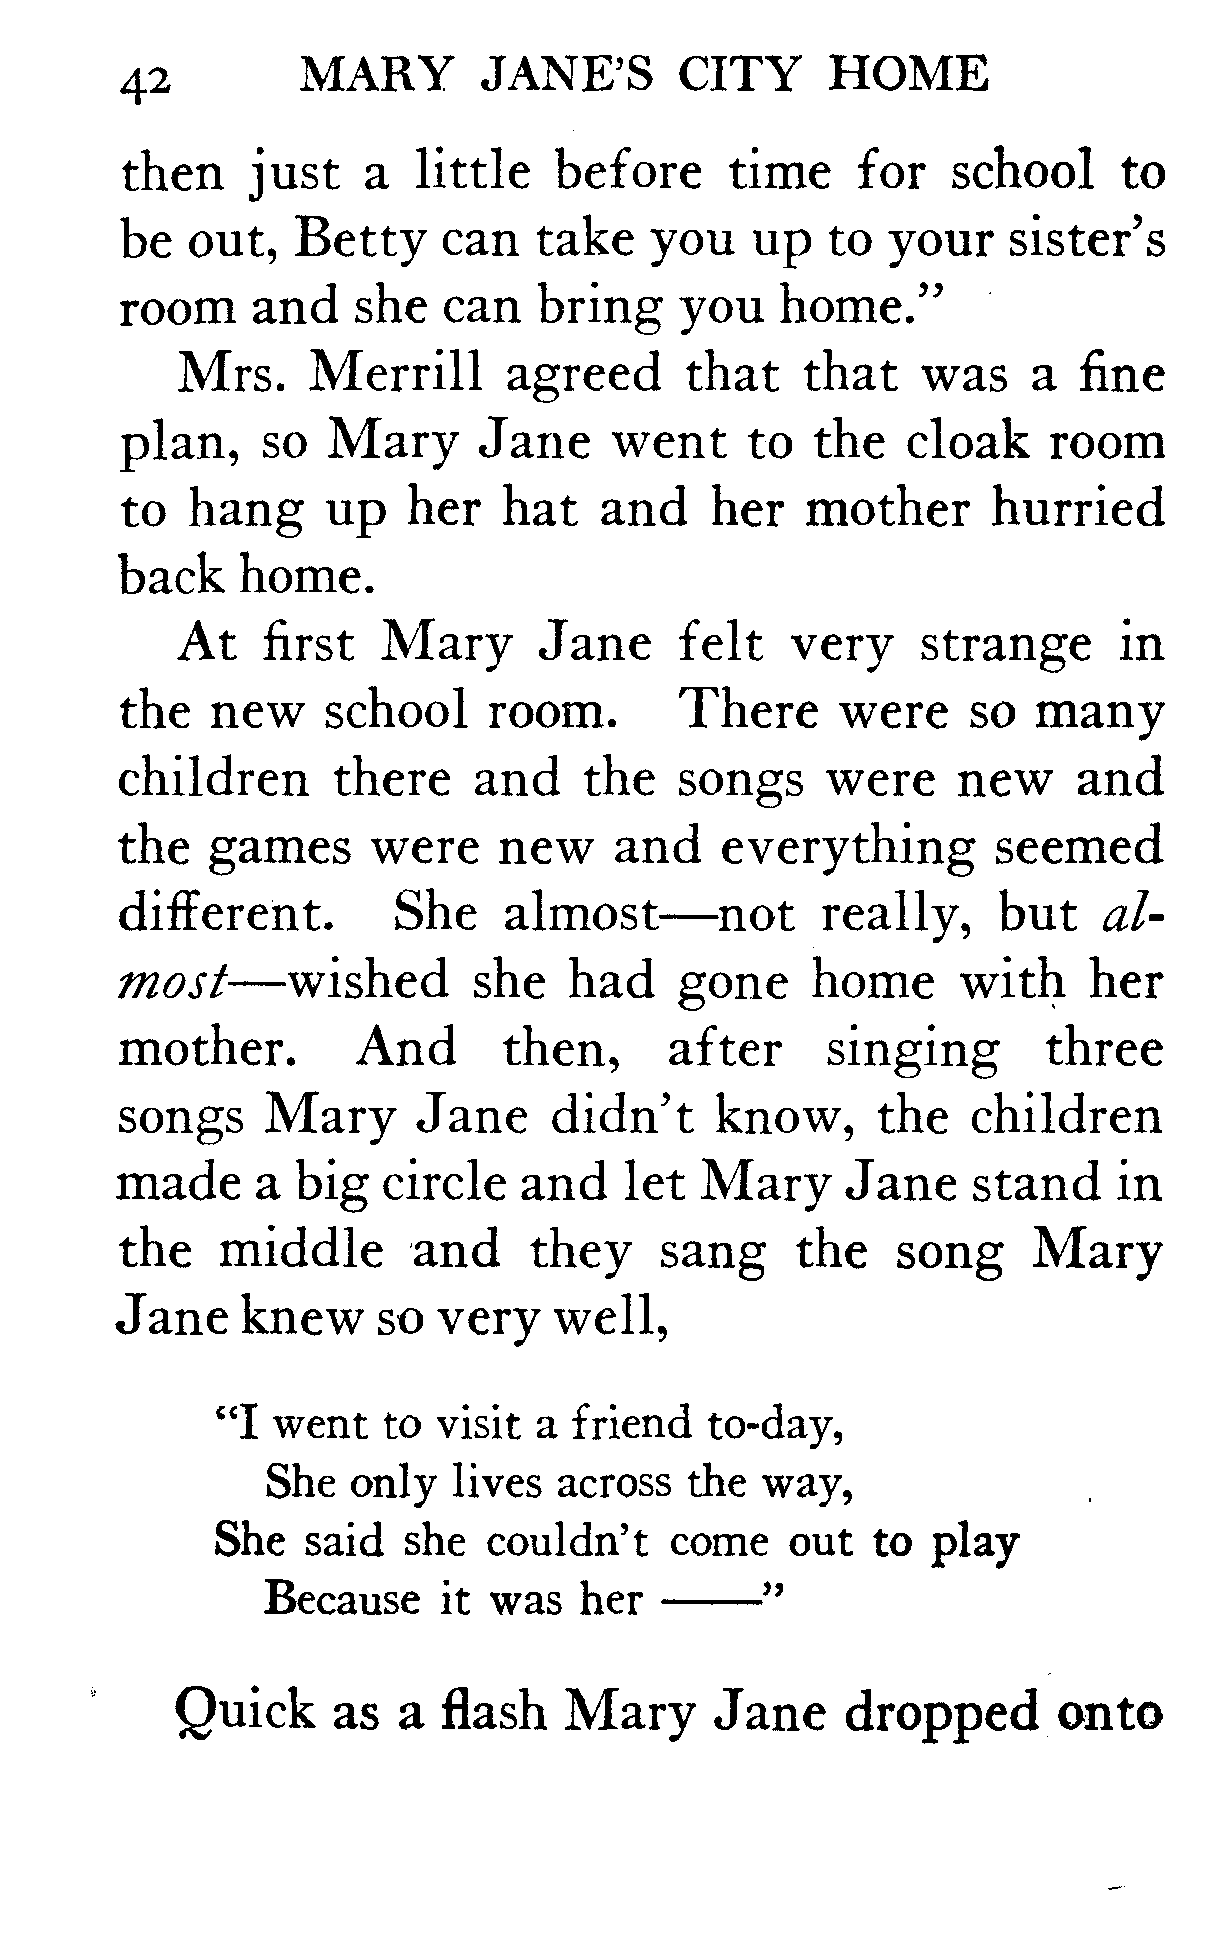 42 MARY JANE'S CITY HOME
then just a little before time for school to
be out, Betty can take you up to your sister's
room and she can bring you home."
Mrs. Merrill agreed that that was a fine
plan, so Mary Jane went to the cloak room
to hang up her hat and her mother hurried
back home.
At first Mary Jane felt very strange in
the new school room. There were so many
children there and the songs were new and
the games were new and everything seemed
different. She almost—not really, but al-
most—wished she had gone home with her
mother. And then, after singing three
songs Mary Jane didn't know, the children
made a big circle and let Mary Jane stand in
the middle and they sang the song Mary
Jane knew so very well,
"I went to visit a friend to-day,
She only lives across the way,
She said she couldn't come out to play
Because it was her ——"
Quick as a flash Mary Jane dropped onto